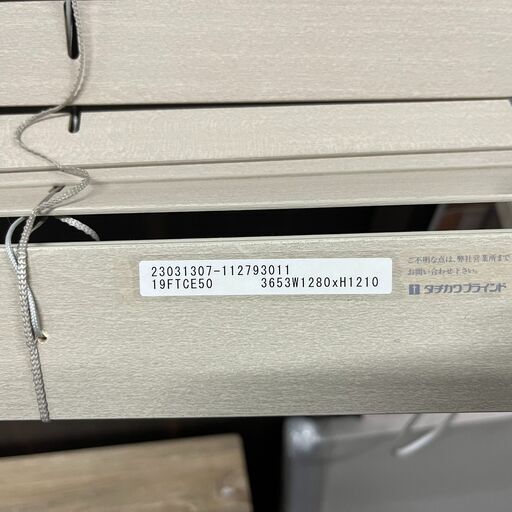 23031307-112793011
19FTCE50 3653W1280xH1210
ご不明な点は、弊社営業所まで
お問い合わせ下さい。
タチカワブラインド